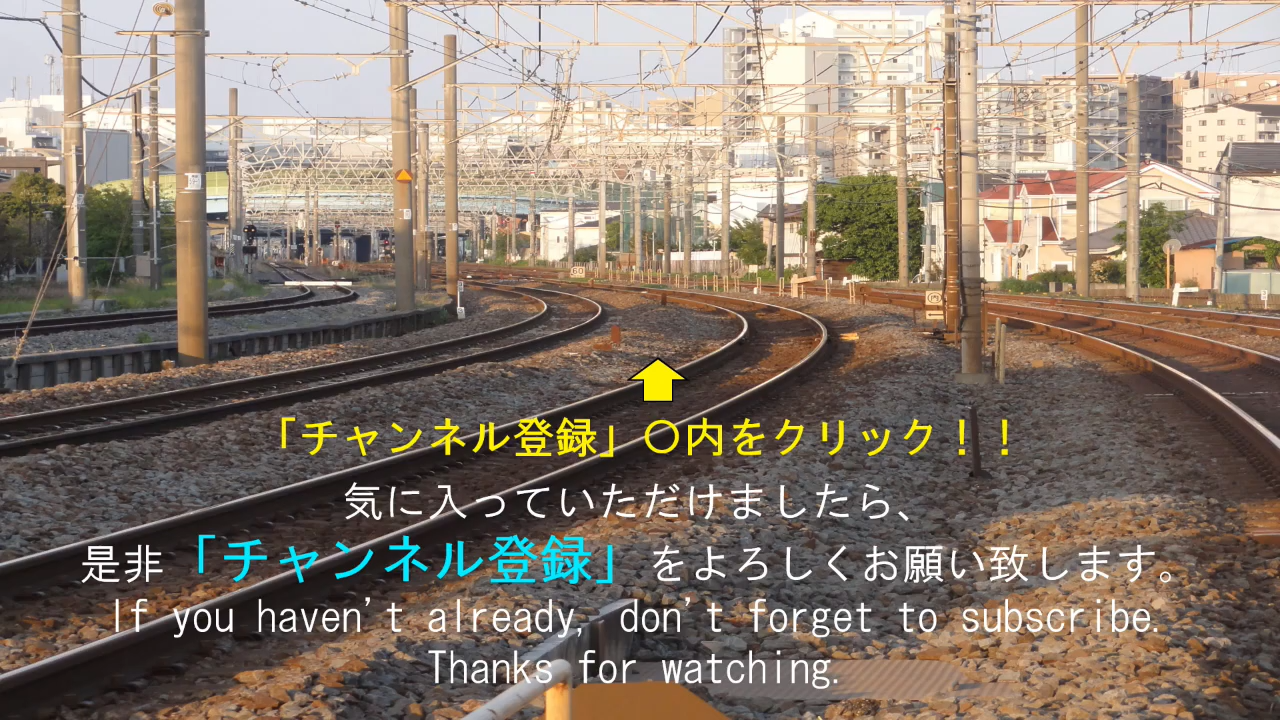 60
「チャンネル登録」〇内をクリック！！
気に入っていただけましたら、
是非「チャンネル登録」をよろしくお願い致します。
If you haven't already, don't forget to subscribe.
Thanks for watching.